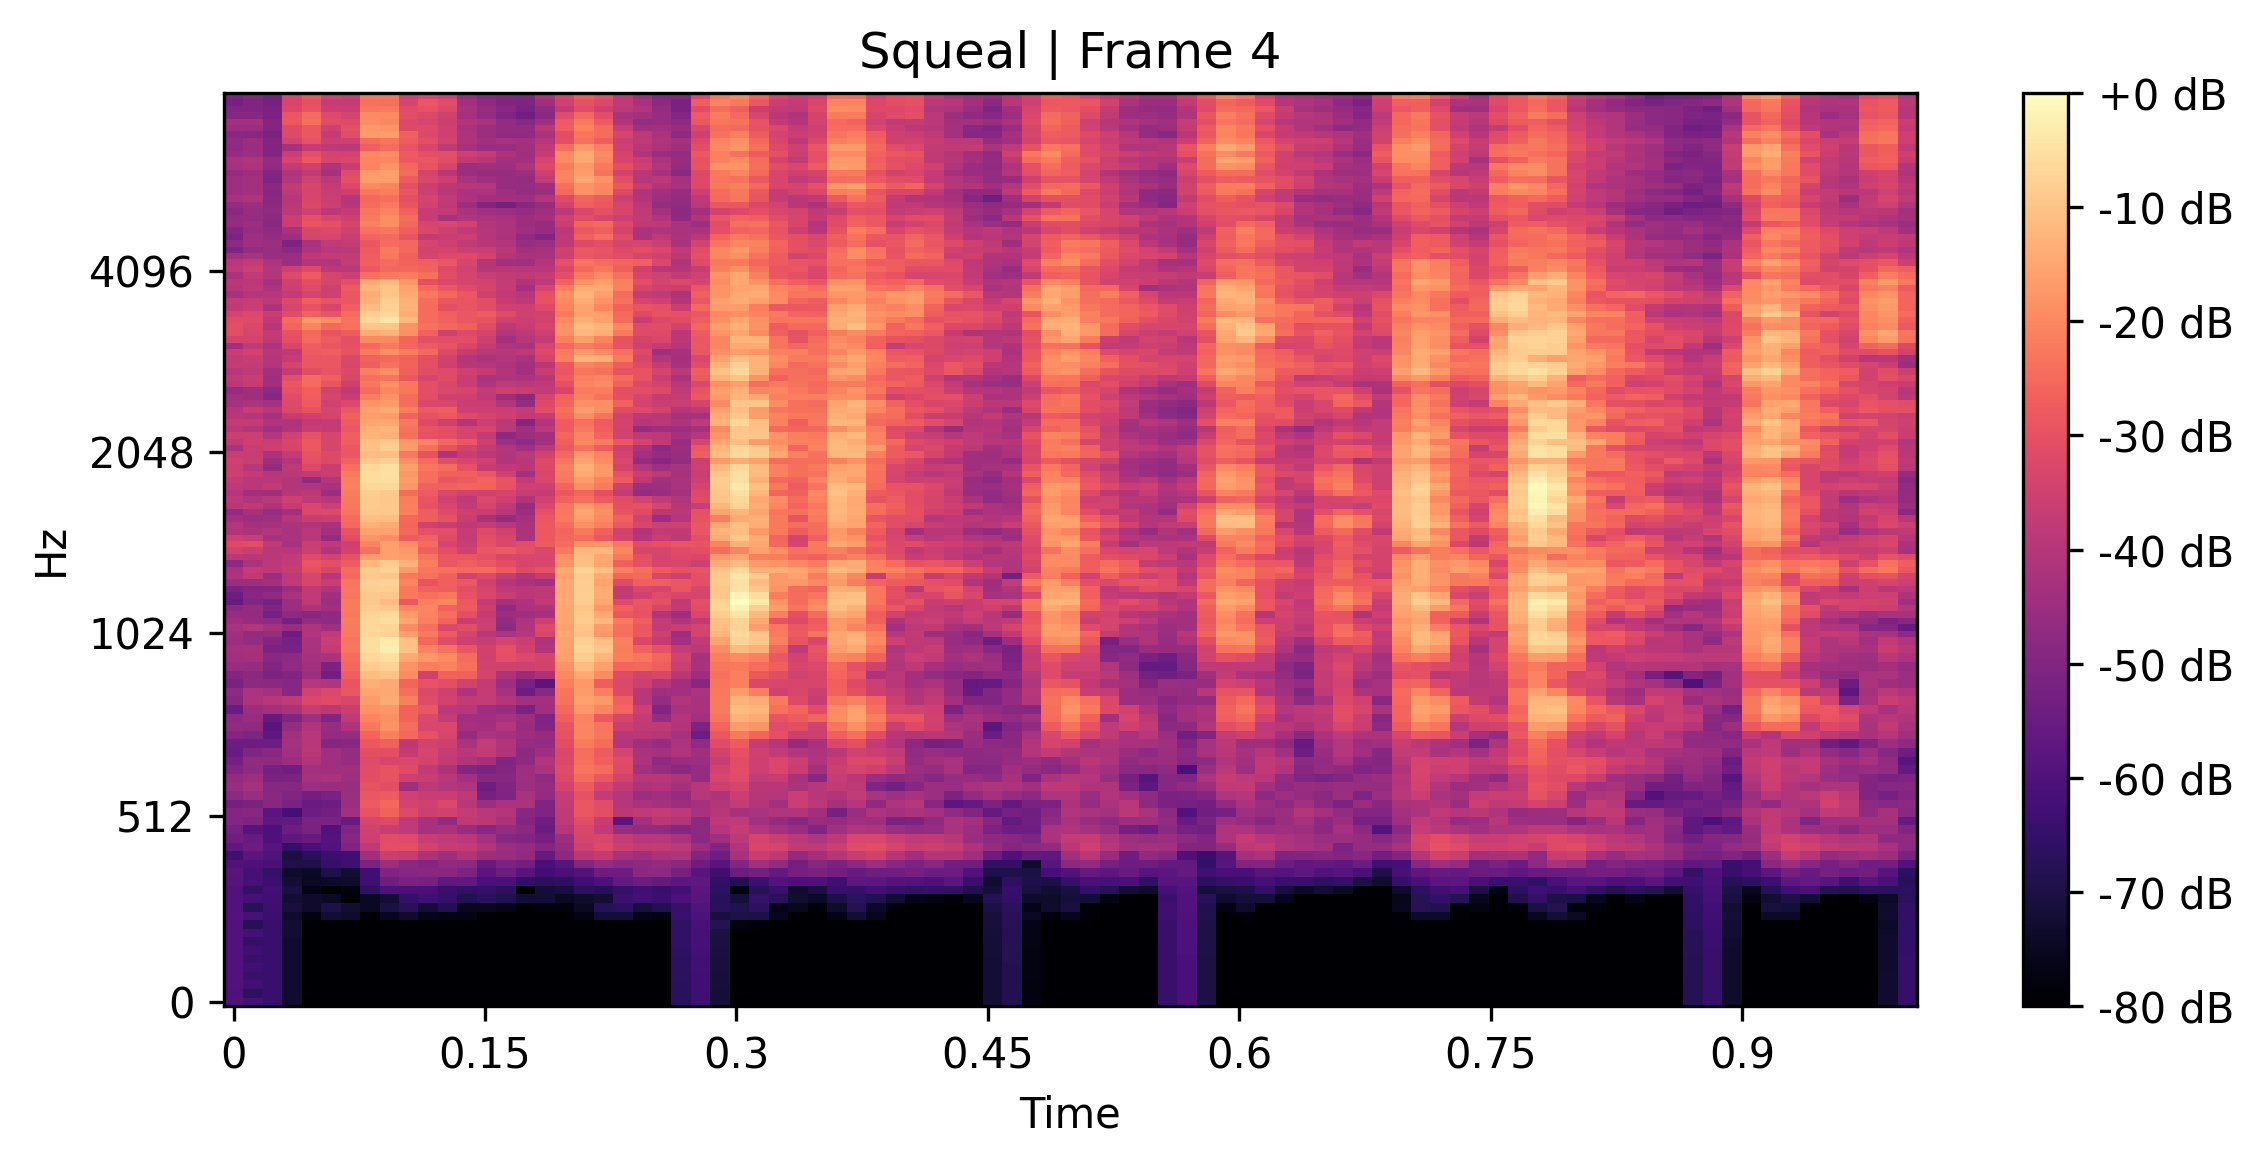 Squeal | Frame 4
+0 dB
-10 dB
-20 dB
-30 dB
-40 dB
-50 dB
-60 dB
-70 dB
-80 dB
4096
2048
1024
512
0
Hz
0 0.15 0.3 0.45 0.6 0.75 0.9
Time